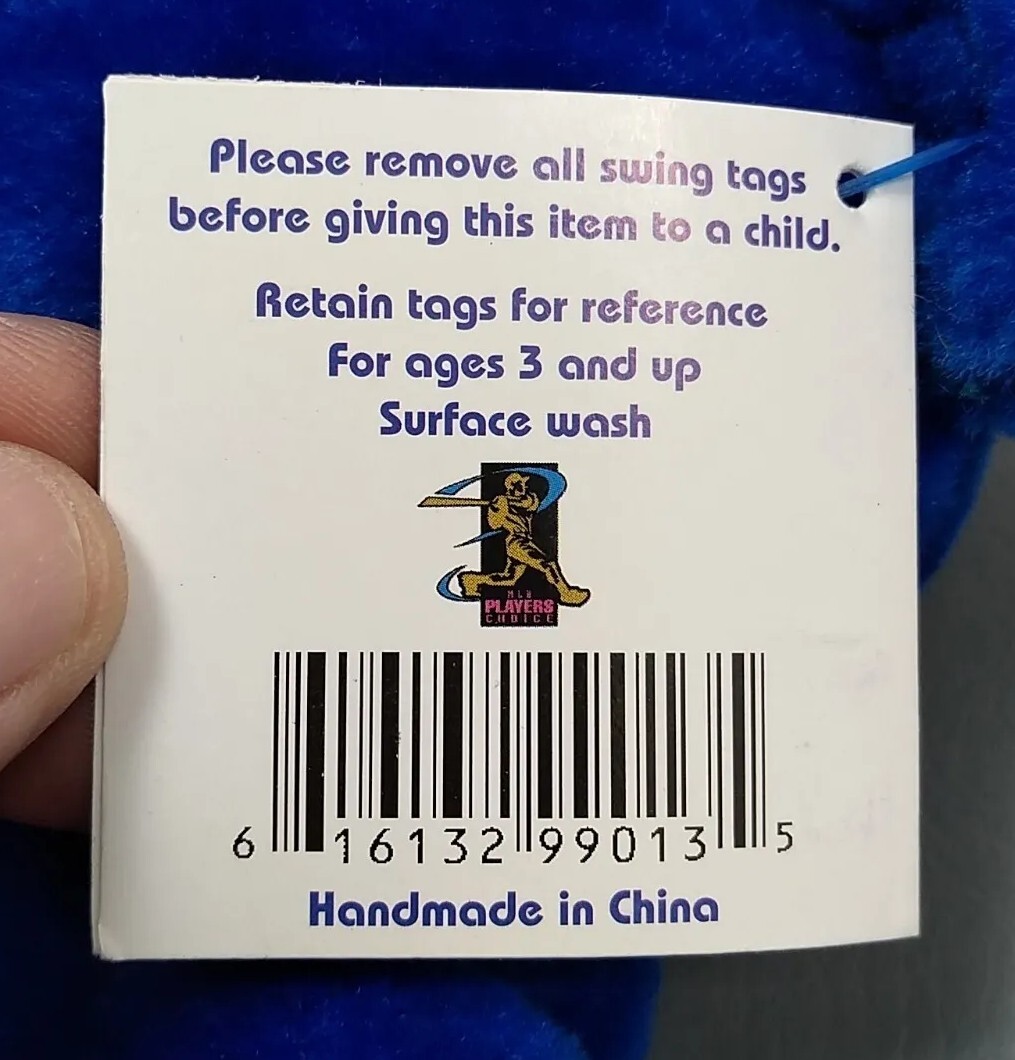 Please remove all swing tags
before giving this item to a child.
Retain tags for reference
For ages 3 and up
Surface wash
MLB
PLAYERS
CHOICE
6 16132 99013 5
Handmade in China